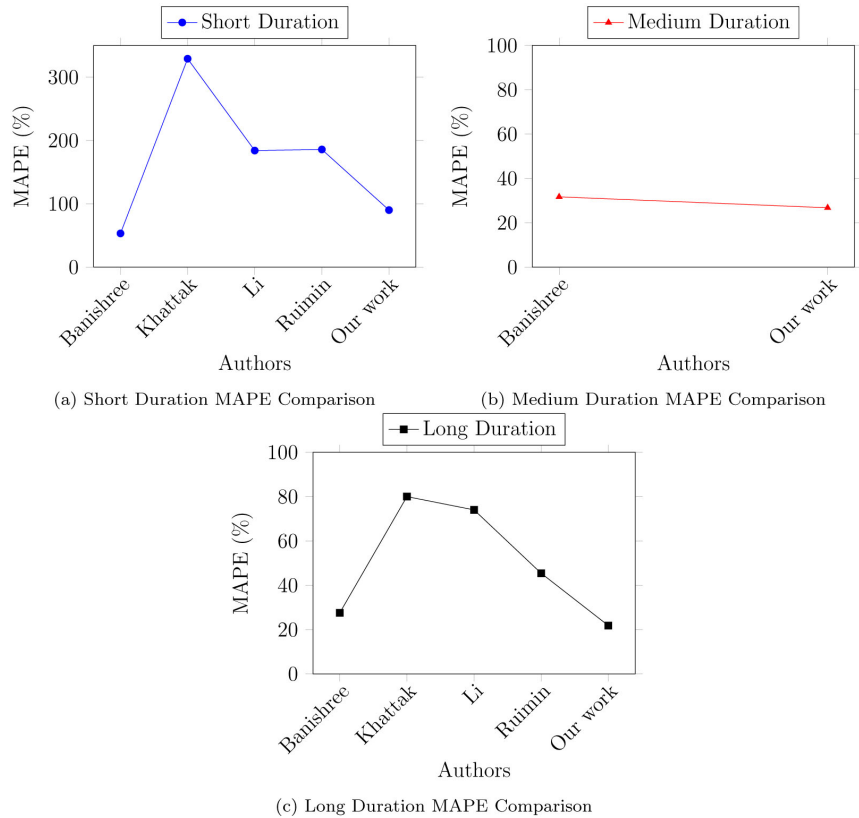 Short Duration
300
200
100
0
MAPE (%)
Banishree
Khattak
Li
Ruimin
Our work
Authors
(a) Short Duration MAPE Comparison
Medium Duration
100
80
60
40
20
0
MAPE (%)
Banishree
Our work
Authors
(b) Medium Duration MAPE Comparison
Long Duration
100
80
60
40
20
0
MAPE (%)
Banishree
Khattak
Li
Ruimin
Our work
Authors
(c) Long Duration MAPE Comparison